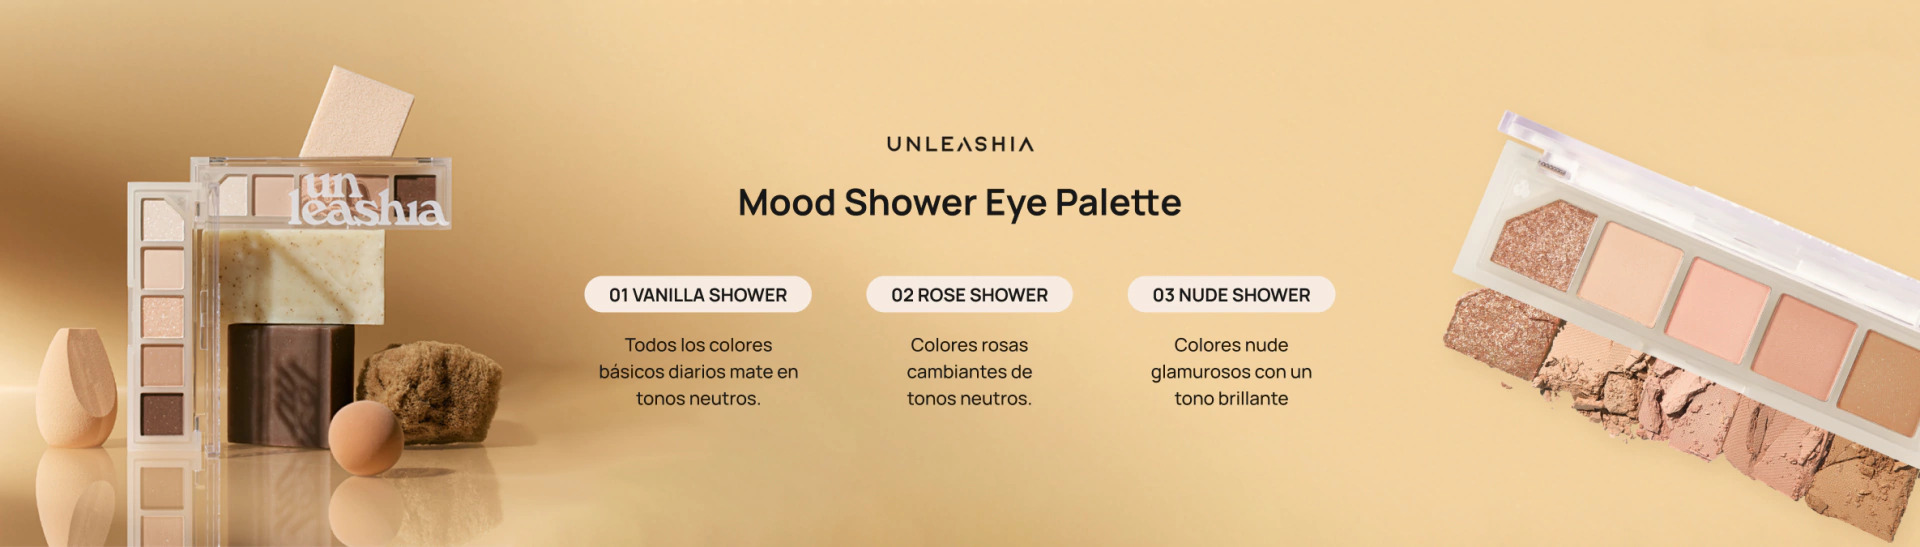 un
leashia
UNLEASHIA
Mood Shower Eye Palette
01 VANILLA SHOWER
Todos los colores
básicos diarios mate en
tonos neutros.
02 ROSE SHOWER
Colores rosas
cambiantes de
tonos neutros.
03 NUDE SHOWER
Colores nude
glamurosos con un
tono brillante